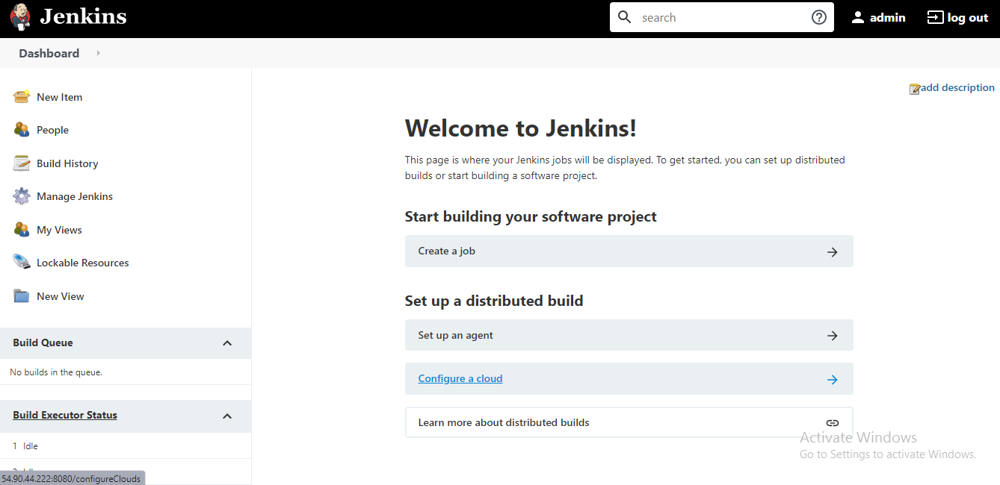 Jenkins
search
admin
log out
Dashboard
add description
New Item
People
Build History
Manage Jenkins
My Views
Lockable Resources
New View
Build Queue
No builds in the queue.
Build Executor Status
1 Idle
54.90.44.222:8080/configureClouds
Welcome to Jenkins!
This page is where your Jenkins jobs will be displayed. To get started, you can set up distributed
builds or start building a software project.
Start building your software project
Create a job
Set up a distributed build
Set up an agent
Configure a cloud
Learn more about distributed builds
Activate Windows
Go to Settings to activate Windows.